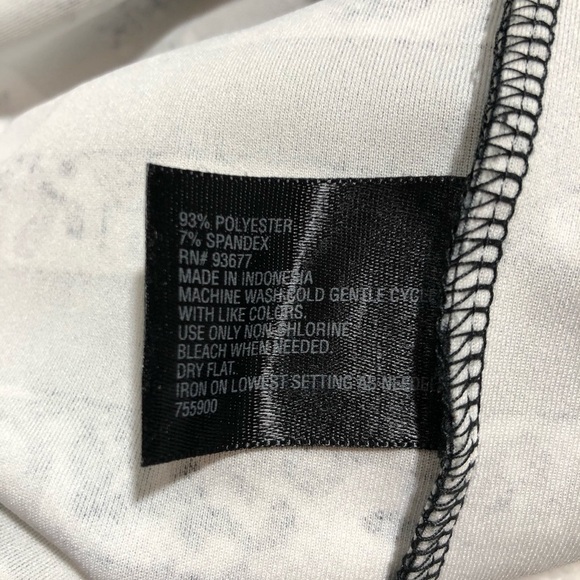 93% POLYESTER
7% SPANDEX
RN# 93677
MADE IN INDONESIA
MACHINE WASH COLD GENTLE CYCLE
WITH LIKE COLORS.
USE ONLY NON-CHLORINE
BLEACH WHEN NEEDED.
DRY FLAT.
IRON ON LOWEST SETTING AS NEEDED
755900